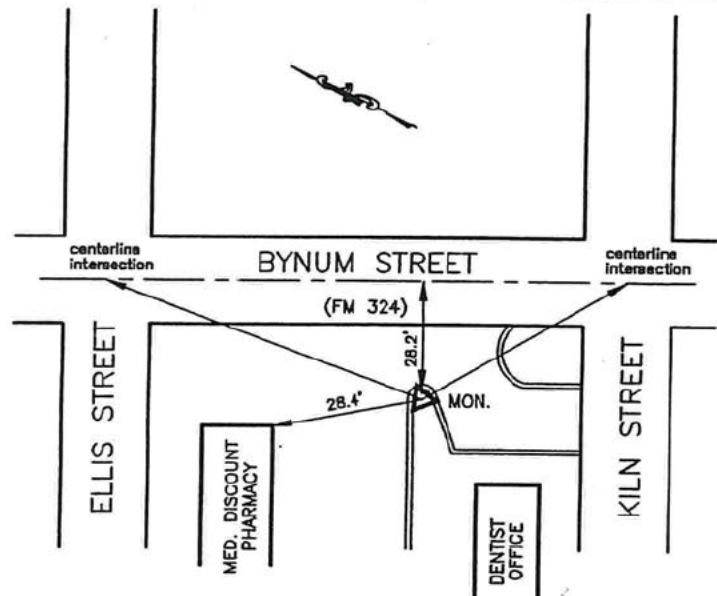 centerline
intersection
BYNUM STREET
centerline
intersection
(FM 324)
28.2'
28.4'
MON.
ELLIS STREET
MED. DISCOUNT
PHARMACY
DENTIST
OFFICE
KILN STREET